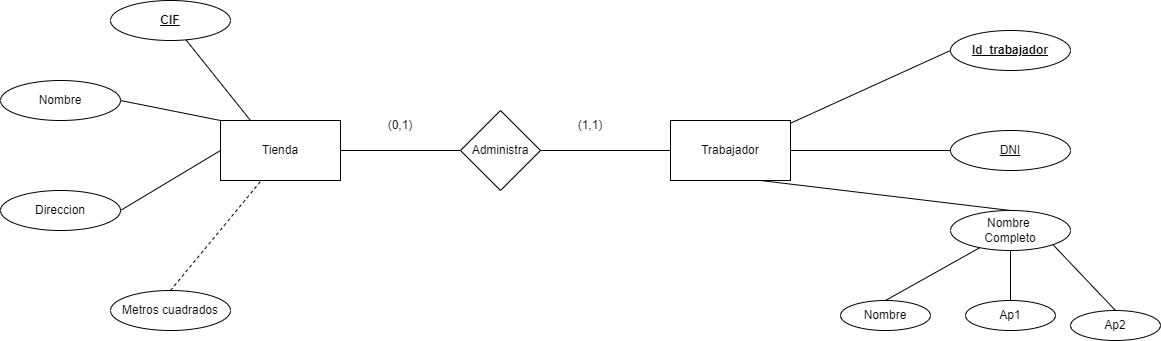 CIF
Id_trabajador
Nombre
(0,1)
(1,1)
Tienda
Administra
Trabajador
DNI
Direccion
Nombre
Completo
Metros cuadrados
Nombre
Ap1
Ap2